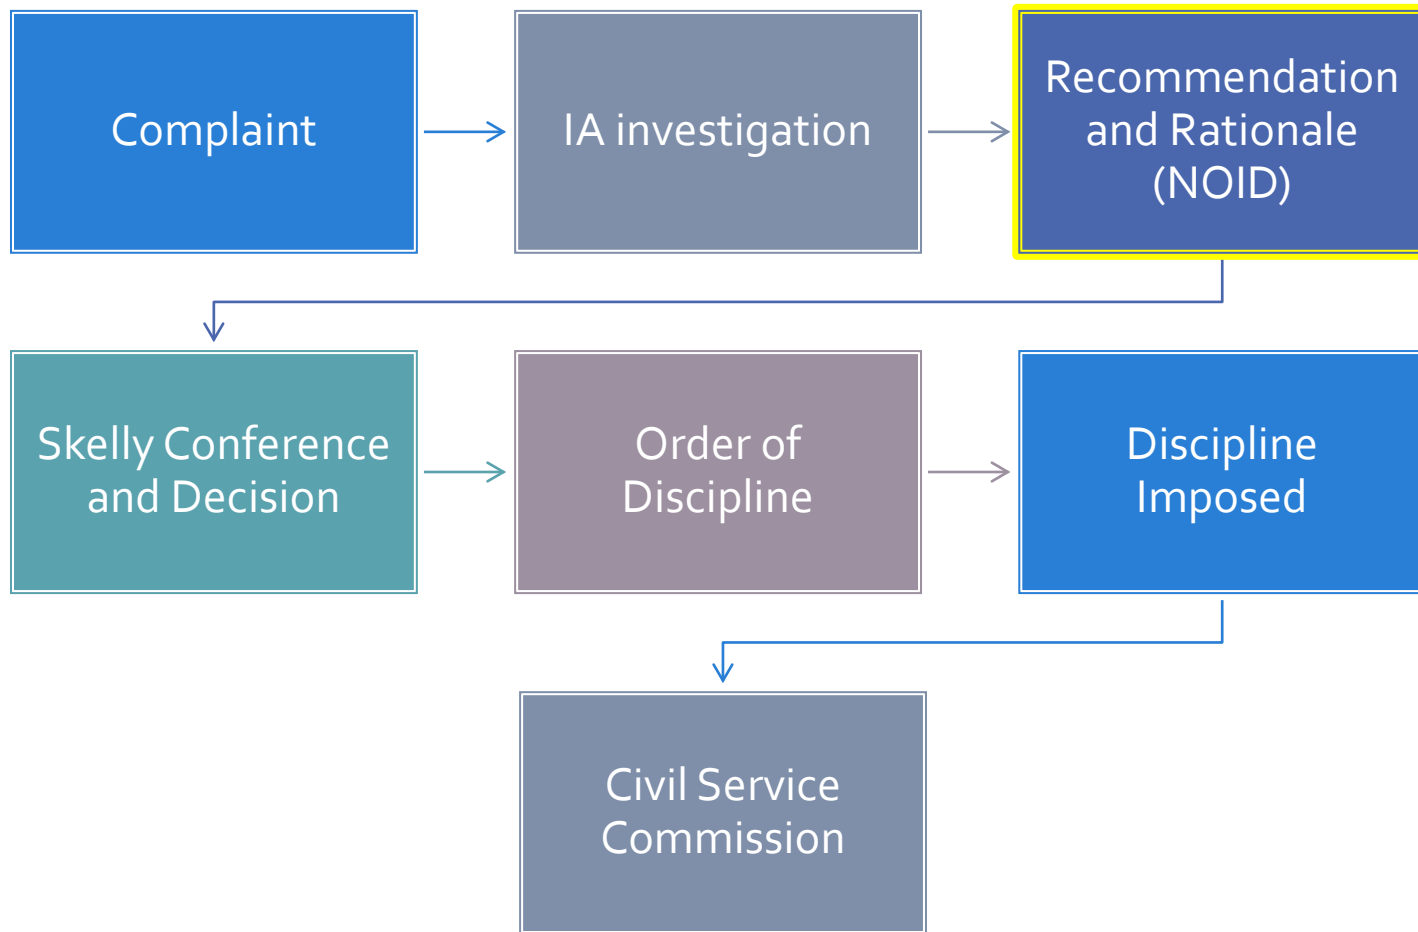 Complaint
IA investigation
Recommendation
and Rationale
(NOID)
Skelly Conference
and Decision
Order of
Discipline
Discipline
Imposed
Civil Service
Commission